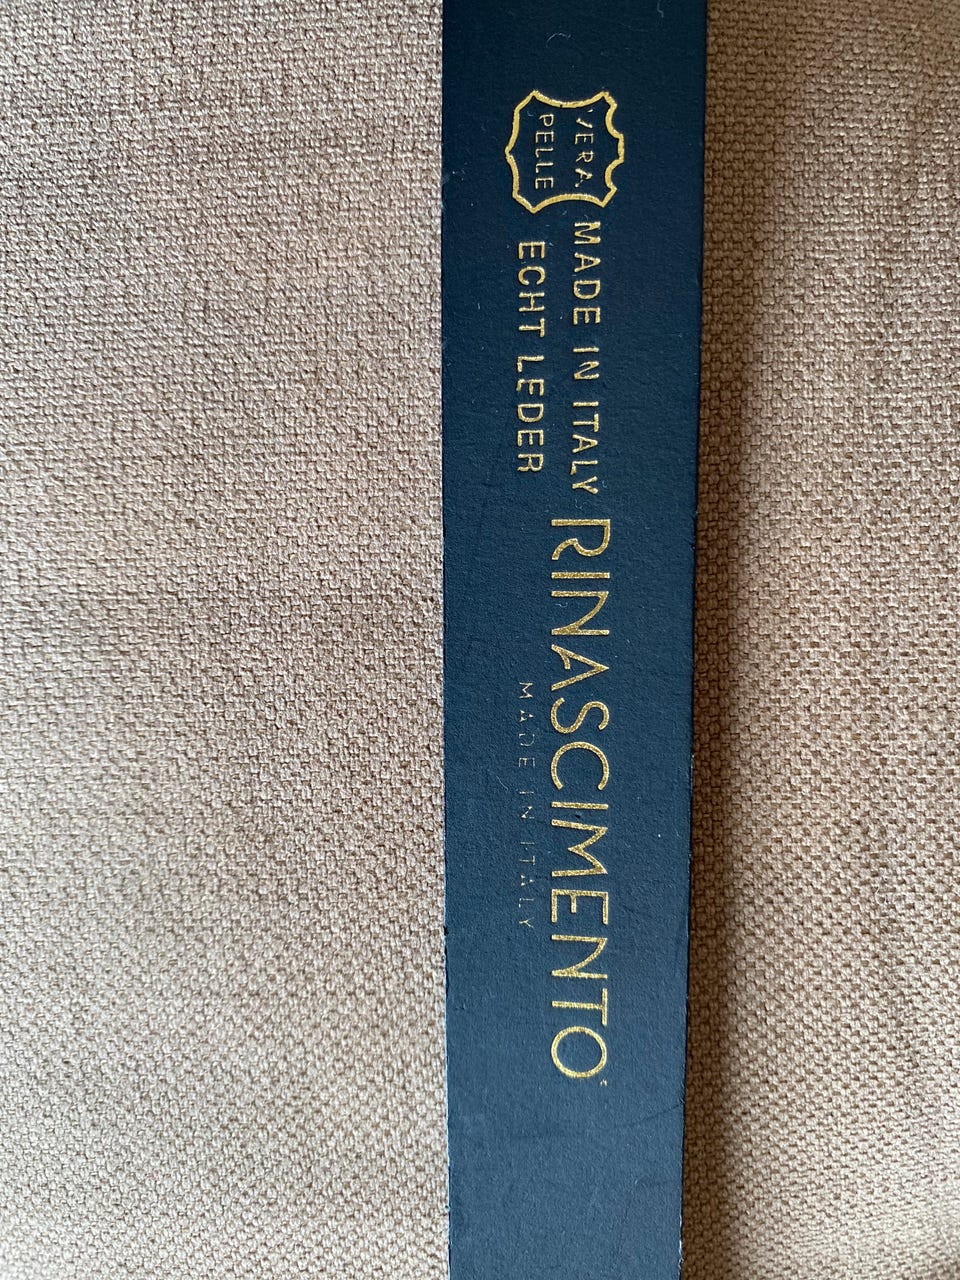 VERA
PELLE
MADE IN ITALY
ECHT LEDER
RINASCIMENTO
MADE IN ITALY